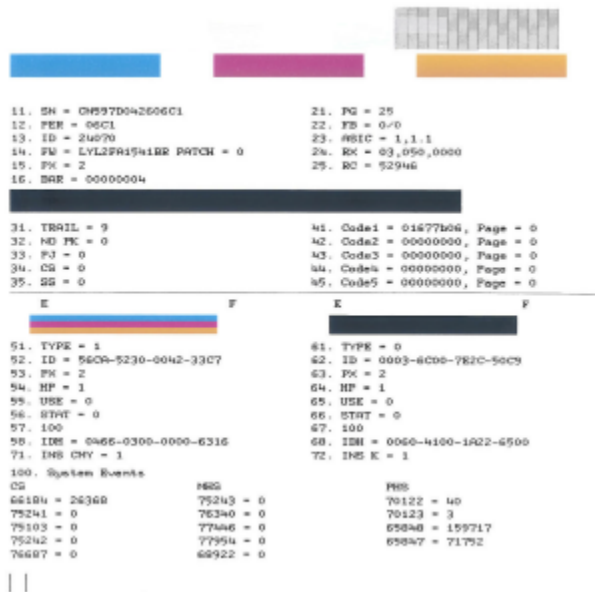 11. SN = CN597D042606C1
12. PER = 06C1
13. ID = 24070
14. FW = LYL2FA1541BR PATCH = 0
15. PX = 2
16. BAR = 00000004
21. PG = 25
22. FB = 0/0
23. ASIC = 1,1.1
24. RX = 03,050,0000
25. RC = 52946
31. TRAIL = 9
32. NO PK = 0
33. PJ = 0
34. CS = 0
35. SS = 0
41. Code1 = 01677b06, Page = 0
42. Code2 = 00000000, Page = 0
43. Code3 = 00000000, Page = 0
44. Code4 = 00000000, Page = 0
45. Code5 = 00000000, Page = 0
E F E F
51. TYPE = 1
52. ID = 56CA-5230-0042-33C7
53. PX = 2
54. HP = 1
55. USE = 0
56. STAT = 0
57. 100
58. IDH = 0466-0300-0000-6316
71. INS CMY = 1
61. TYPE = 0
62. ID = 0003-6C00-7E2C-50C9
63. PX = 2
64. HP = 1
65. USE = 0
66. STAT = 0
67. 100
68. IDH = 0060-4100-1A22-6500
72. INS K = 1
100. System Events
CS
66184 = 26368
75241 = 0
75103 = 0
75242 = 0
76687 = 0
MHS
75243 = 0
76340 = 0
77446 = 0
77954 = 0
68922 = 0
PHS
70122 = 40
70123 = 3
65848 = 159717
65847 = 71752